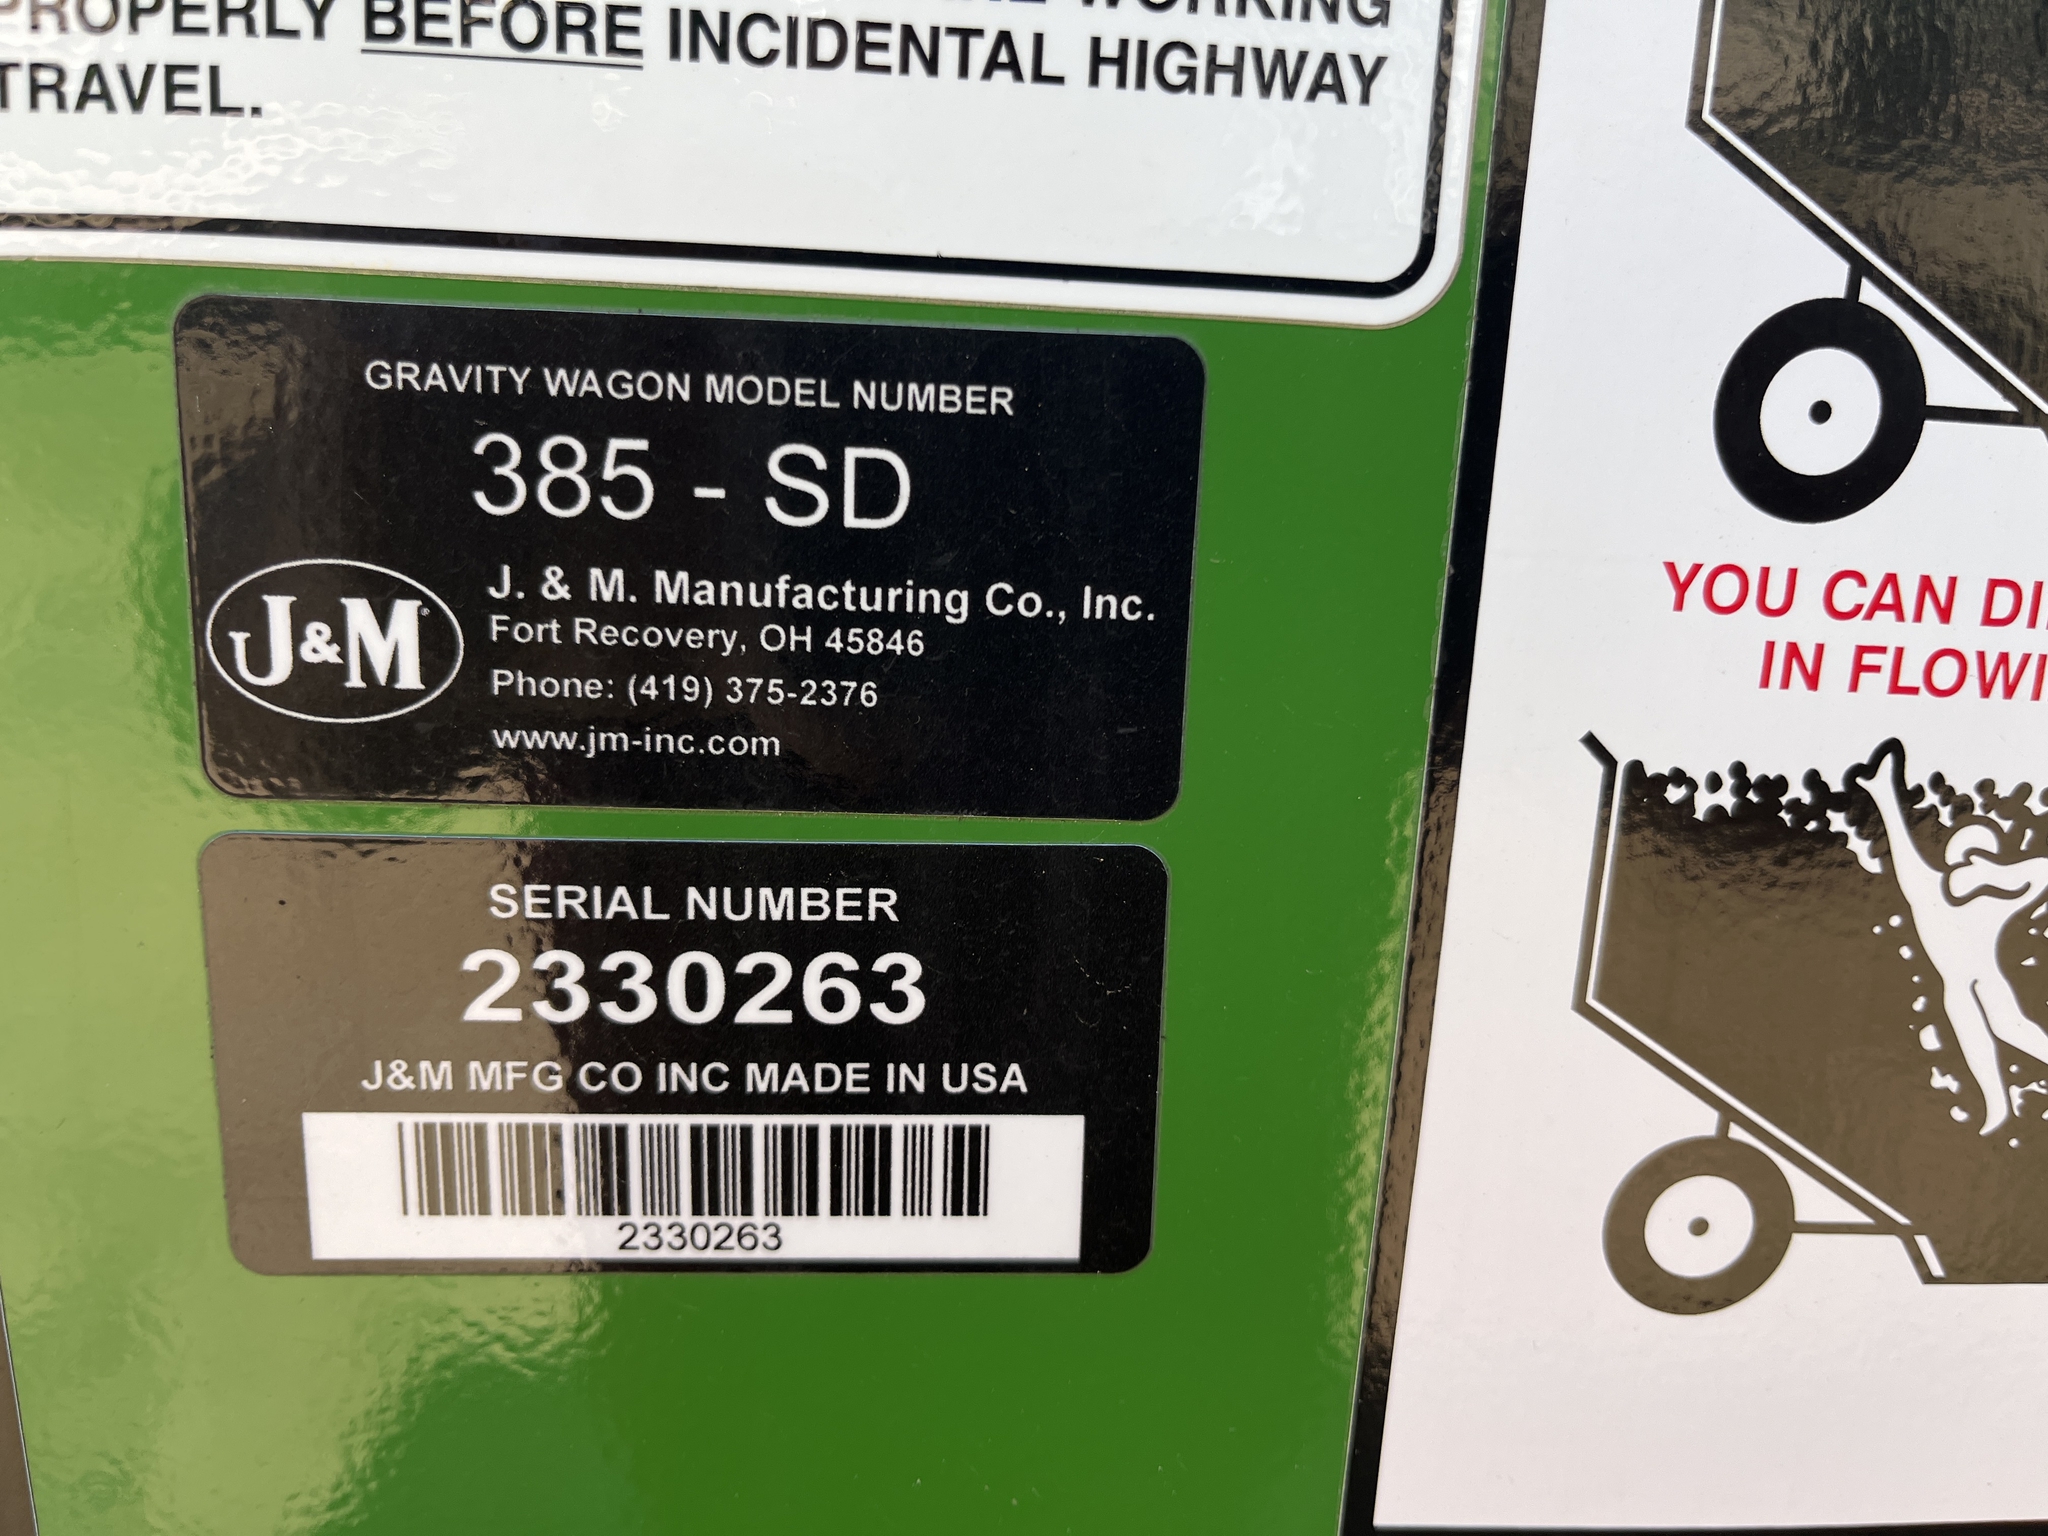 WORKING
PROPERLY BEFORE INCIDENTAL HIGHWAY
TRAVEL.
GRAVITY WAGON MODEL NUMBER
385 - SD
J&M
J. & M. Manufacturing Co., Inc.
Fort Recovery, OH 45846
Phone: (419) 375-2376
www.jm-inc.com
SERIAL NUMBER
2330263
J&M MFG CO INC MADE IN USA
2330263
YOU CAN
IN